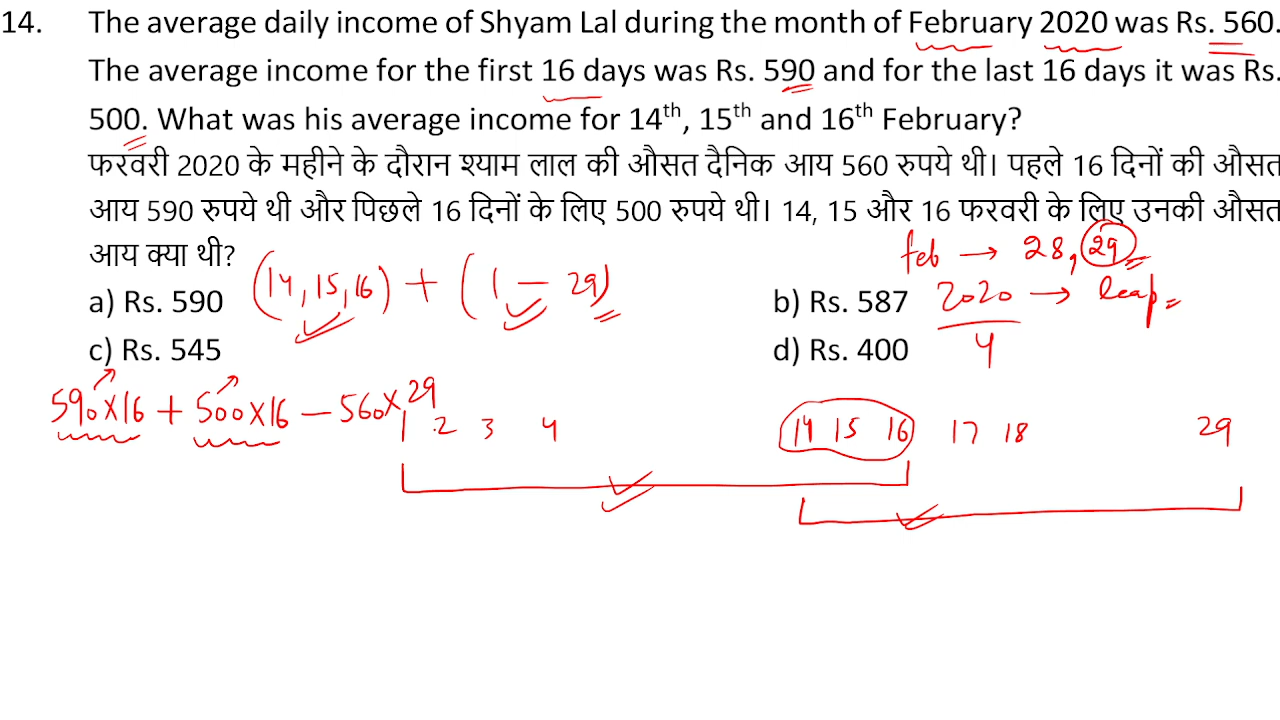 14. The average daily income of Shyam Lal during the month of February 2020 was Rs. 560.
The average income for the first 16 days was Rs. 590 and for the last 16 days it was Rs.
500. What was his average income for 14th, 15th and 16th February?
फरवरी 2020 के महीने के दौरान श्याम लाल की औसत दैनिक आय 560 रुपये थी। पहले 16 दिनों की औसत
आय 590 रुपये थी और पिछले 16 दिनों के लिए 500 रुपये थी। 14, 15 और 16 फरवरी के लिए उनकी औसत
आय क्या थी?
feb → 28, 29
(14, 15, 16) + (1 – 29)
a) Rs. 590 b) Rs. 587
2020 → leap
4
c) Rs. 545 d) Rs. 400
590×16 + 500×16 – 560×29
1 2 3 4 14 15 16 17 18 29